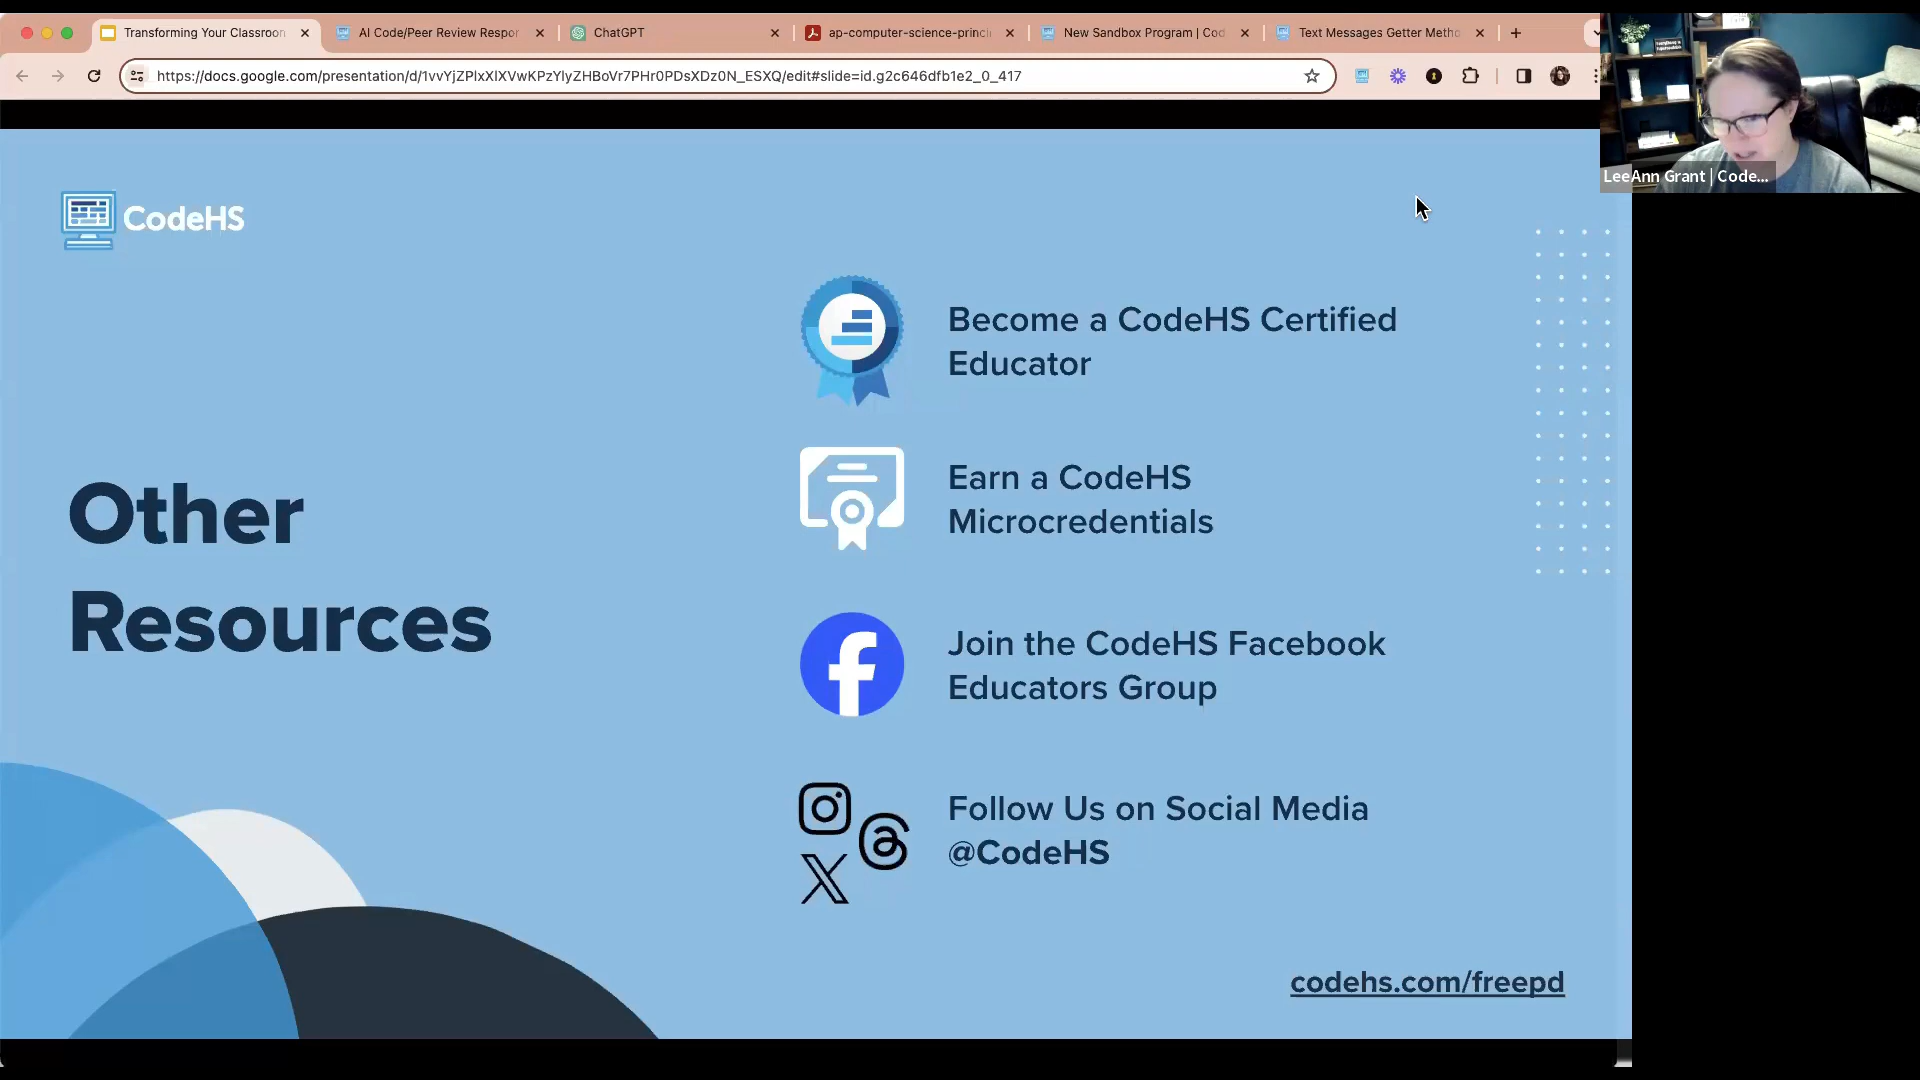 Transforming Your Classroon
AI Code/Peer Review Respor
ChatGPT
ap-computer-science-princi
New Sandbox Program | Cod
Text Messages Getter Metho
https://docs.google.com/presentation/d/1vvYjZPlxXlXVwKPzYlyZHBoVr7PHr0PDsXDz0N_ESXQ/edit#slide=id.g2c646dfb1e2_0_417
LeeAnn Grant | Code...
CodeHS
Other
Resources
Become a CodeHS Certified
Educator
Earn a CodeHS
Microcredentials
Join the CodeHS Facebook
Educators Group
Follow Us on Social Media
@CodeHS
codehs.com/freepd